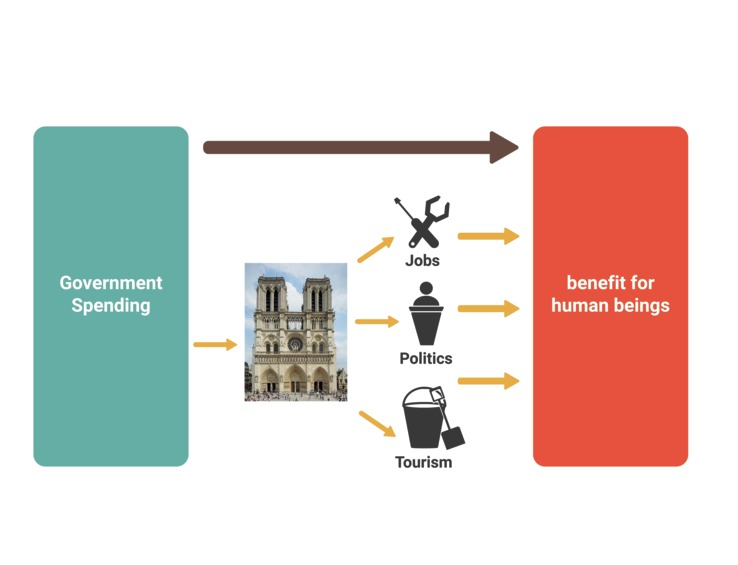 Government
Spending
Jobs
Politics
Tourism
benefit for
human beings